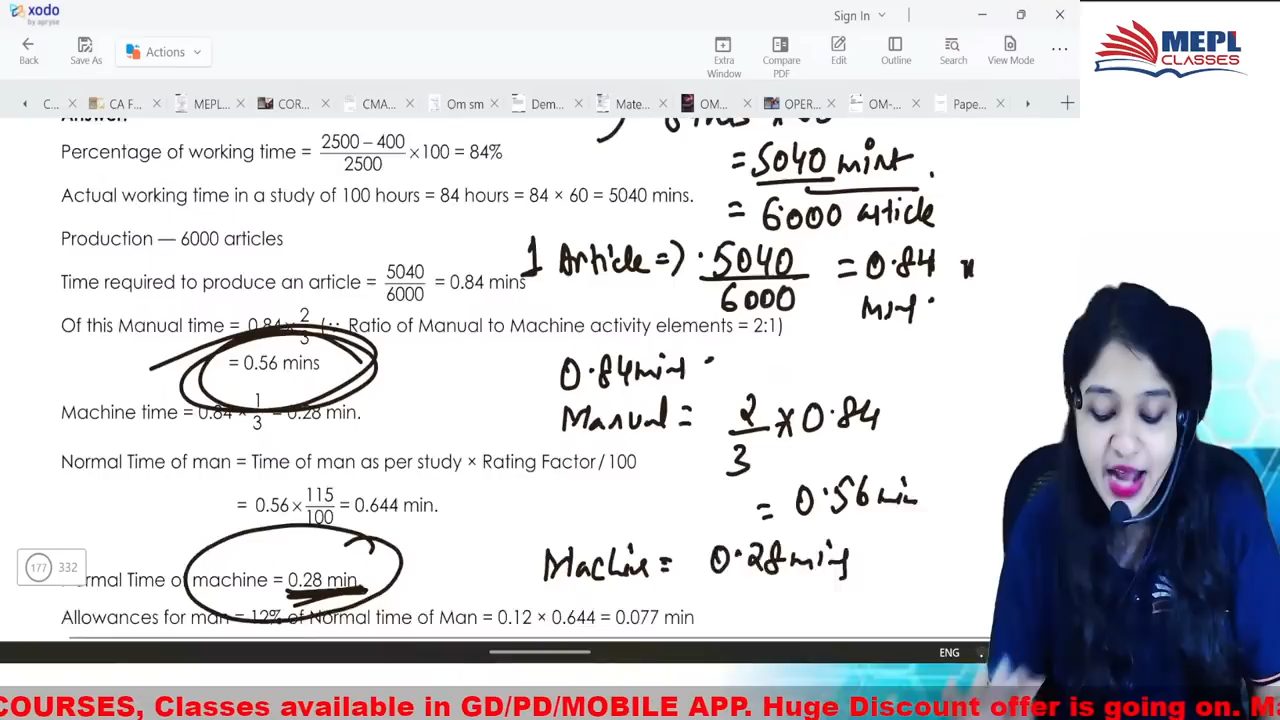 xodo
by apryse
Sign In
Back
Save As
Actions
Extra Window
Compare PDF
Edit
Outline
Search
View Mode
MEPL
CLASSES
C...
CA F...
MEPL...
COR...
CMA...
Om sm
Dem...
Mate...
OM...
OPER...
OM-...
Pape...
Answer:
Percentage of working time = 2500 – 400 / 2500 × 100 = 84%
= 5040 mint.
Actual working time in a study of 100 hours = 84 hours = 84 × 60 = 5040 mins.
= 6000 article
Production — 6000 articles
1 Article => 5040 / 6000 = 0.84 mint.
Time required to produce an article = 5040 / 6000 = 0.84 mins
Of this Manual time = 0.84 × 2 / 3 (∵ Ratio of Manual to Machine activity elements = 2:1)
= 0.56 mins
0.84 min
Machine time = 0.84 × 1 / 3 = 0.28 min.
Manual = 2 / 3 × 0.84
Normal Time of man = Time of man as per study × Rating Factor/100
= 0.56 × 115 / 100 = 0.644 min.
= 0.56 min
Machine = 0.28 min
177 332
rmal Time of machine = 0.28 min.
Allowances for man = 12% of Normal time of Man = 0.12 × 0.644 = 0.077 min
ENG
COURSES, Classes available in GD/PD/MOBILE APP. Huge Discount offer is going on. M